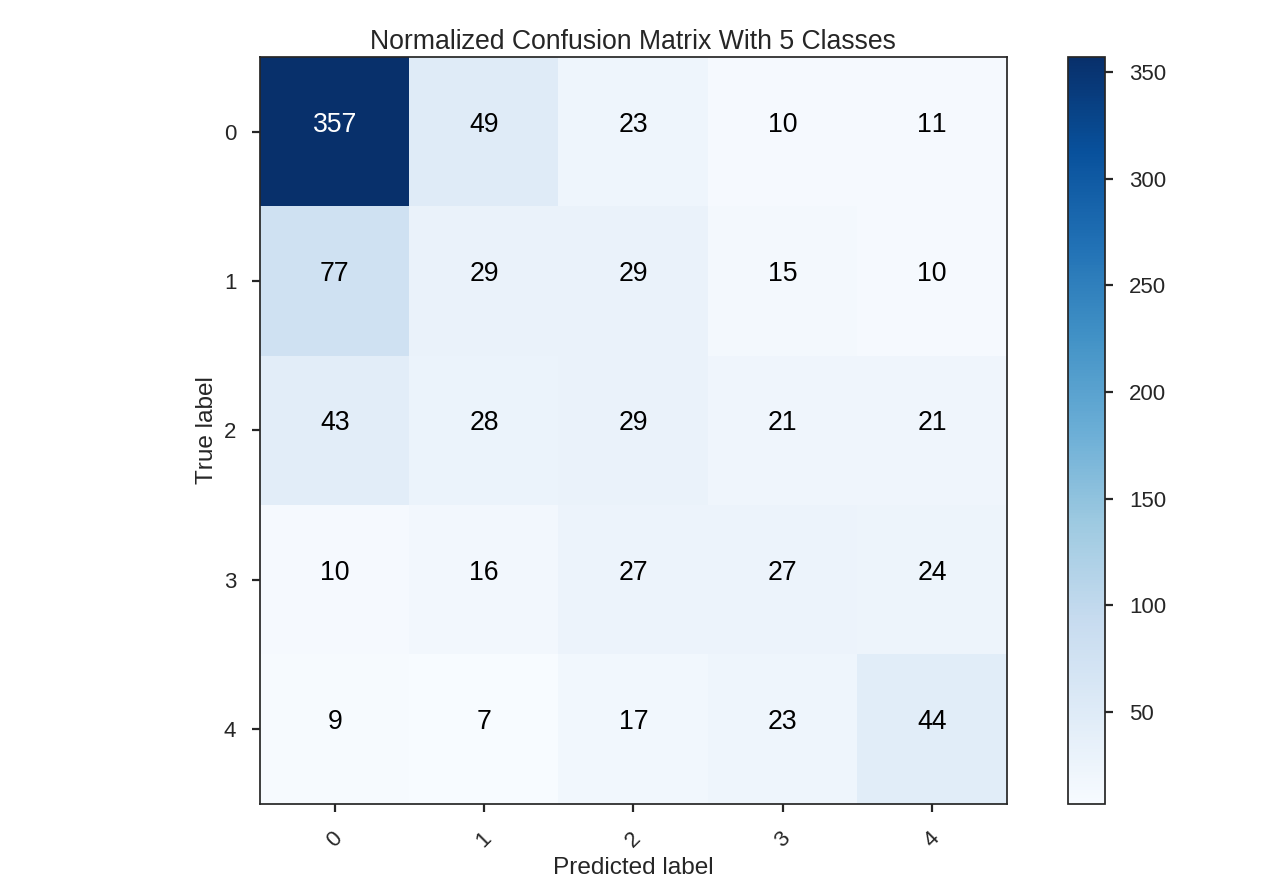 Normalized Confusion Matrix With 5 Classes
0 357 49 23 10 11
1 77 29 29 15 10
2 43 28 29 21 21
3 10 16 27 27 24
4 9 7 17 23 44
0 1 2 3 4
Predicted label
True label
350
300
250
200
150
100
50